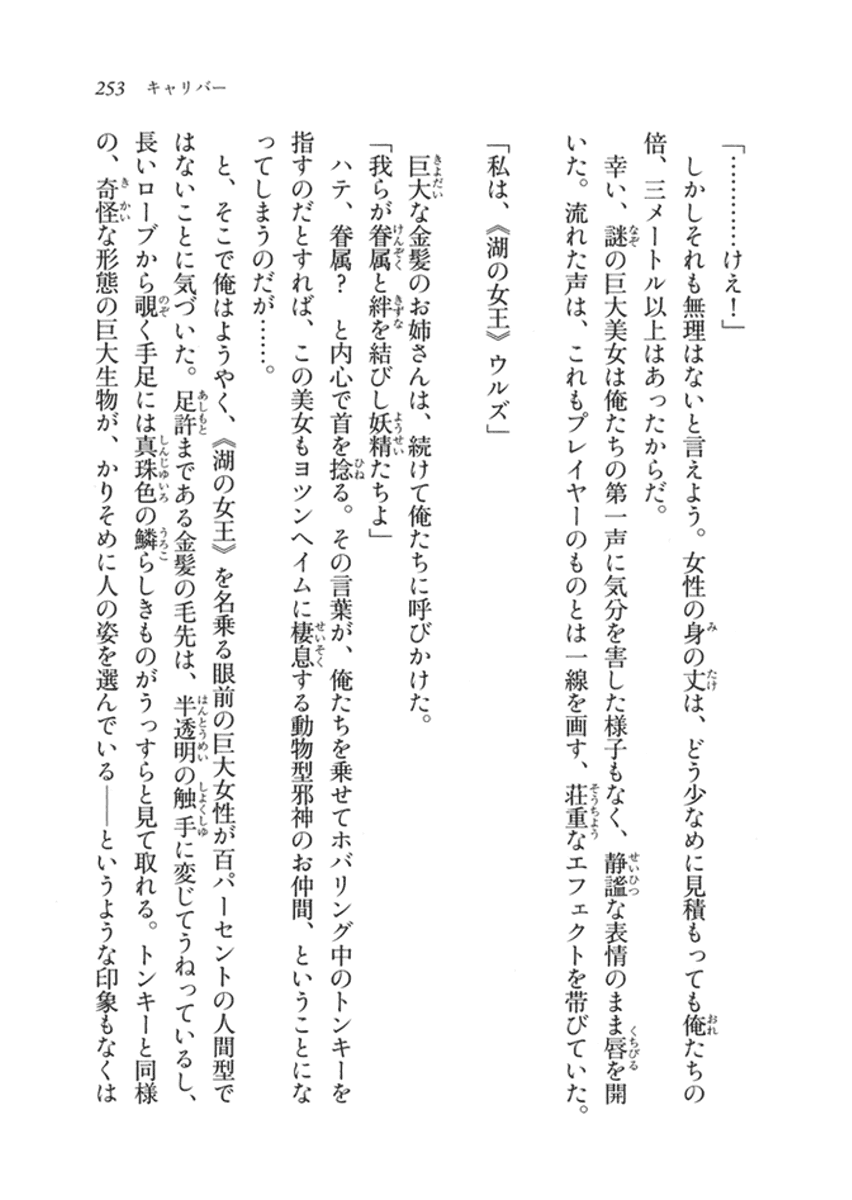 253 キャリバー
「…………けえ！」
しかしそれも無理はないと言えよう。女性の身の丈は、どう少なめに見積もっても俺たちの
倍、三メートル以上はあったからだ。
幸い、謎の巨大美女は俺たちの第一声に気分を害した様子もなく、静謐な表情のまま唇を開
いた。流れた声は、これもプレイヤーのものとは一線を画す、荘重なエフェクトを帯びていた。
「私は、《湖の女王》ウルズ」
巨大な金髪のお姉さんは、続けて俺たちに呼びかけた。
「我らが眷属と絆を結びし妖精たちよ」
ハテ、眷属？　と内心で首を捻る。その言葉が、俺たちを乗せてホバリング中のトンキーを
指すのだとすれば、この美女もヨツンヘイムに棲息する動物型邪神のお仲間、ということにな
ってしまうのだが……。
と、そこで俺はようやく、《湖の女王》を名乗る眼前の巨大女性が百パーセントの人間型で
はないことに気づいた。足許まである金髪の毛先は、半透明の触手に変じてうねっているし、
長いローブから覗く手足には真珠色の鱗らしきものがうっすらと見て取れる。トンキーと同様
の、奇怪な形態の巨大生物が、かりそめに人の姿を選んでいる――というような印象もなくは